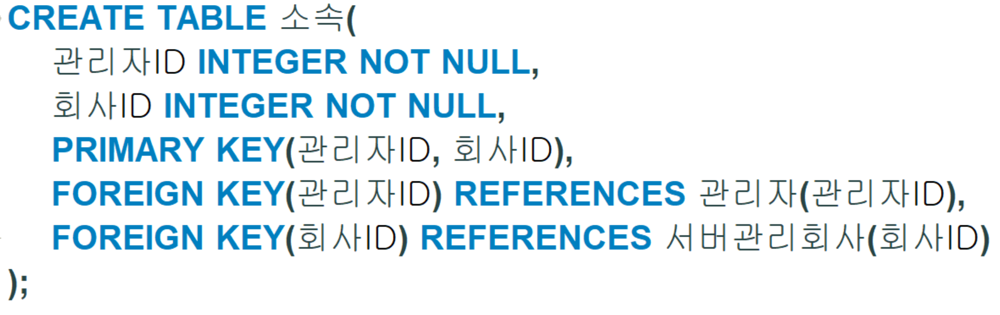 CREATE TABLE 소속(
관리자ID INTEGER NOT NULL,
회사ID INTEGER NOT NULL,
PRIMARY KEY(관리자ID, 회사ID),
FOREIGN KEY(관리자ID) REFERENCES 관리자(관리자ID),
FOREIGN KEY(회사ID) REFERENCES 서버관리회사(회사ID)
);